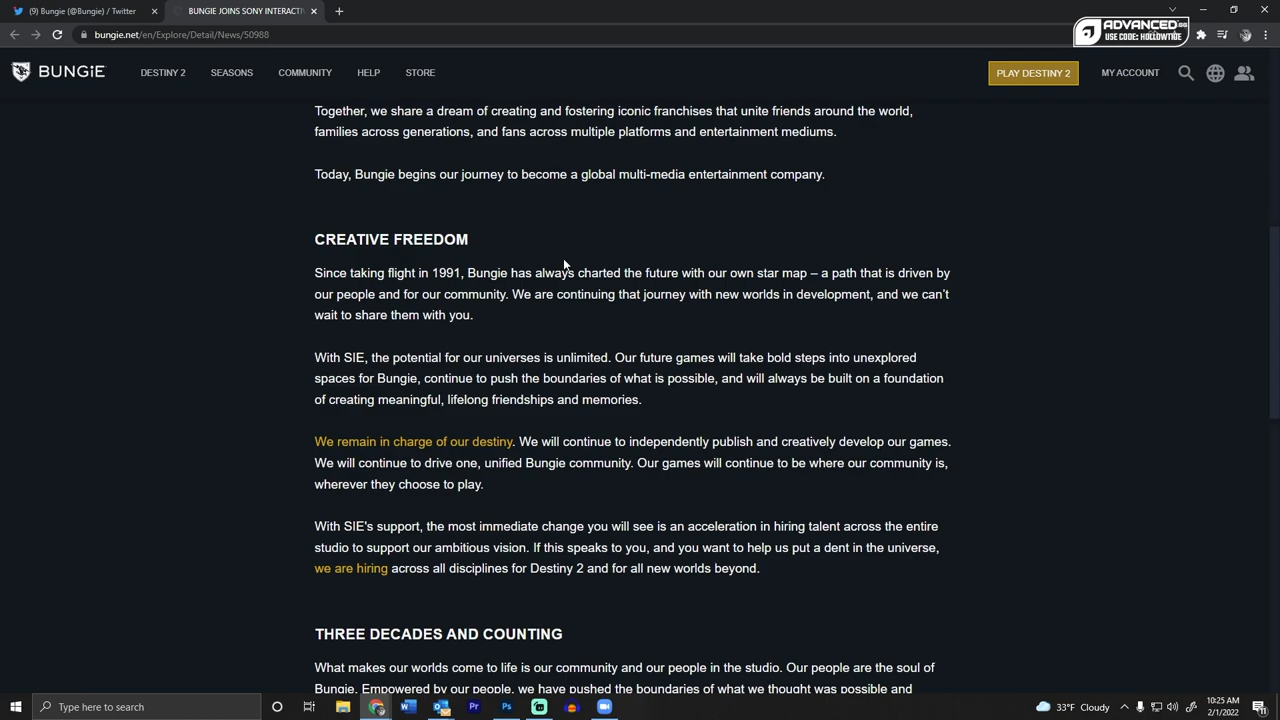 (9) Bungie (@Bungie) / Twitter
BUNGIE JOINS SONY INTERACTIV
bungie.net/en/Explore/Detail/News/50988
ADVANCED.GG
USE CODE: HOLLOWTIDE
BUNGiE
DESTINY 2
SEASONS
COMMUNITY
HELP
STORE
PLAY DESTINY 2
MY ACCOUNT
Together, we share a dream of creating and fostering iconic franchises that unite friends around the world,
families across generations, and fans across multiple platforms and entertainment mediums.
Today, Bungie begins our journey to become a global multi-media entertainment company.
CREATIVE FREEDOM
Since taking flight in 1991, Bungie has always charted the future with our own star map – a path that is driven by
our people and for our community. We are continuing that journey with new worlds in development, and we can’t
wait to share them with you.
With SIE, the potential for our universes is unlimited. Our future games will take bold steps into unexplored
spaces for Bungie, continue to push the boundaries of what is possible, and will always be built on a foundation
of creating meaningful, lifelong friendships and memories.
We remain in charge of our destiny. We will continue to independently publish and creatively develop our games.
We will continue to drive one, unified Bungie community. Our games will continue to be where our community is,
wherever they choose to play.
With SIE's support, the most immediate change you will see is an acceleration in hiring talent across the entire
studio to support our ambitious vision. If this speaks to you, and you want to help us put a dent in the universe,
we are hiring across all disciplines for Destiny 2 and for all new worlds beyond.
THREE DECADES AND COUNTING
What makes our worlds come to life is our community and our people in the studio. Our people are the soul of
Bungie. Empowered by our people, we have pushed the boundaries of what we thought was possible and
Type here to search
33°F Cloudy
10:25 AM
2/1/2022